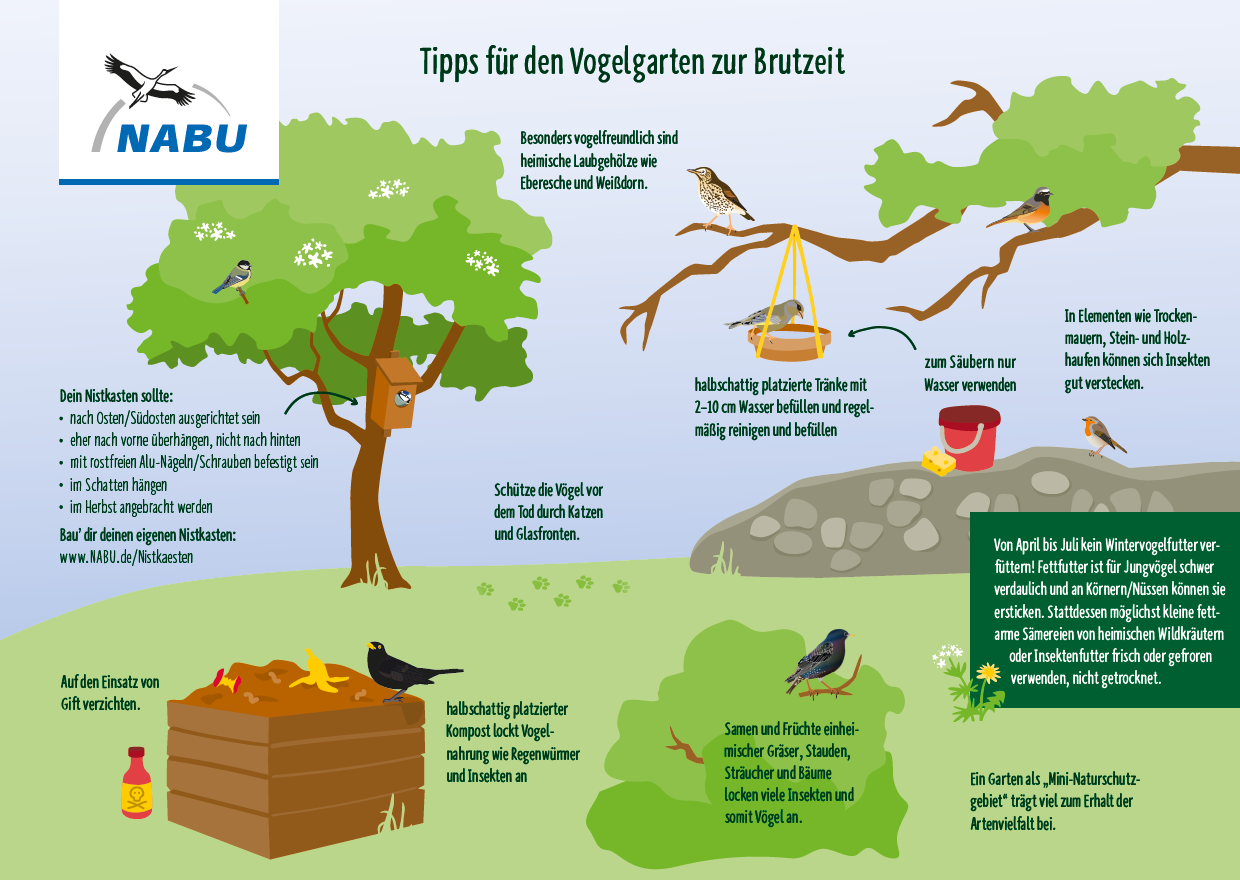 NABU
Tipps für den Vogelgarten zur Brutzeit
Besonders vogelfreundlich sind
heimische Laubgehölze wie
Eberesche und Weißdorn.
In Elementen wie Trocken-
mauern, Stein- und Holz-
haufen können sich Insekten
gut verstecken.
zum Säubern nur
Wasser verwenden
halbschattig platzierte Tränke mit
2–10 cm Wasser befüllen und regel-
mäßig reinigen und befüllen
Dein Nistkasten sollte:
• nach Osten/Südosten ausgerichtet sein
• eher nach vorne überhängen, nicht nach hinten
• mit rostfreien Alu-Nägeln/Schrauben befestigt sein
• im Schatten hängen
• im Herbst angebracht werden
Bau’ dir deinen eigenen Nistkasten:
www.NABU.de/Nistkaesten
Schütze die Vögel vor
dem Tod durch Katzen
und Glasfronten.
Von April bis Juli kein Wintervogelfutter ver-
füttern! Fettfutter ist für Jungvögel schwer
verdaulich und an Körnern/Nüssen können sie
ersticken. Stattdessen möglichst kleine fett-
arme Sämereien von heimischen Wildkräutern
oder Insektenfutter frisch oder gefroren
verwenden, nicht getrocknet.
Auf den Einsatz von
Gift verzichten.
halbschattig platzierter
Kompost lockt Vogel-
nahrung wie Regenwürmer
und Insekten an
Samen und Früchte einhei-
mischer Gräser, Stauden,
Sträucher und Bäume
locken viele Insekten und
somit Vögel an.
Ein Garten als „Mini-Naturschutz-
gebiet“ trägt viel zum Erhalt der
Artenvielfalt bei.